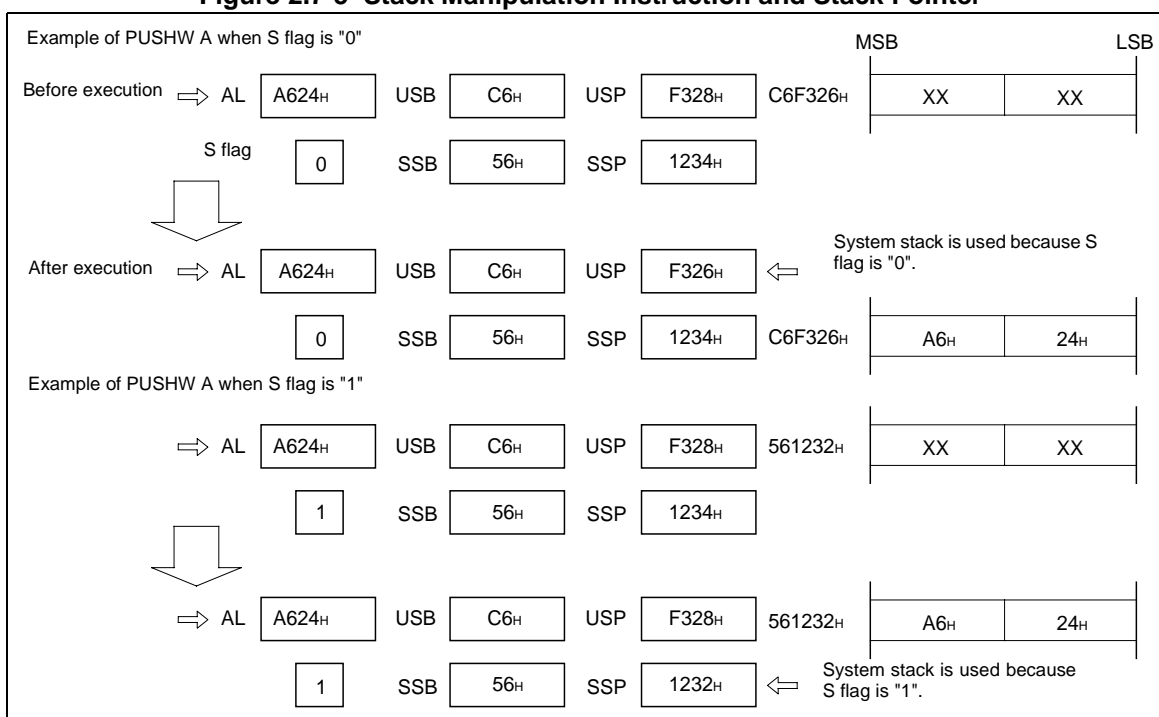 Figure 2.7-3 Stack Manipulation Instruction and Stack Pointer
Example of PUSHW A when S flag is "0"
MSB LSB
Before execution AL A624H USB C6H USP F328H C6F326H XX XX
S flag 0 SSB 56H SSP 1234H
System stack is used because S
flag is "0".
After execution AL A624H USB C6H USP F326H
0 SSB 56H SSP 1234H C6F326H A6H 24H
Example of PUSHW A when S flag is "1"
AL A624H USB C6H USP F328H 561232H XX XX
1 SSB 56H SSP 1234H
AL A624H USB C6H USP F328H 561232H A6H 24H
1 SSB 56H SSP 1232H
System stack is used because
S flag is "1".